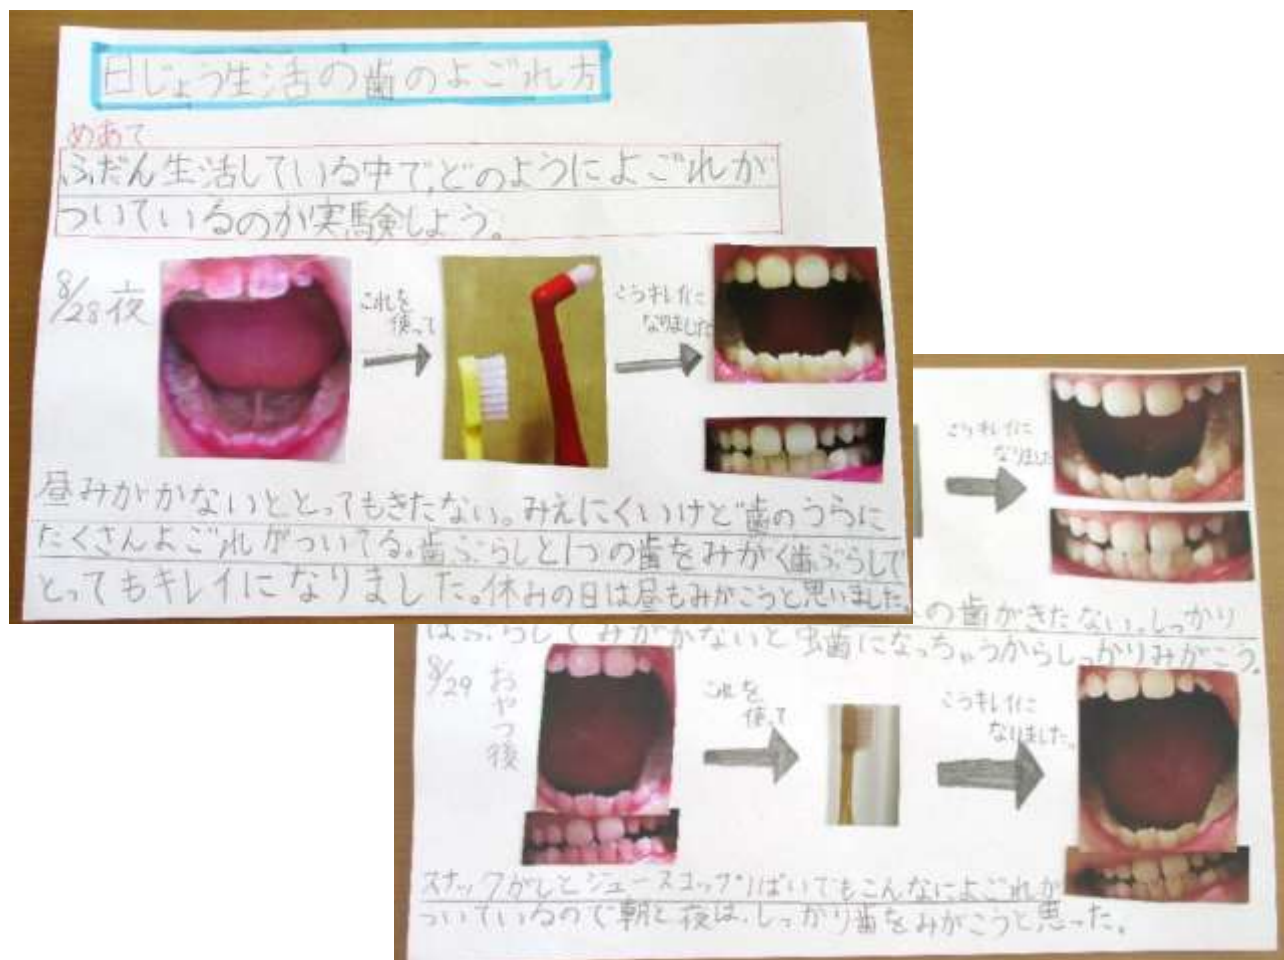 日じょう生活の歯のよごれ方
めあて
ふだん生活している中で、どのようによごれが
ついているのか実験しよう。
8/28 夜
これを
使って
こうキレイに
なりました
昼みがかないととってもきたない。みえにくいけど歯のうらに
たくさんよごれがついてる。歯ぶらしと1つの歯をみがく歯ぶらしで
とってもキレイになりました。休みの日は昼もみがこうと思いました。
こうキレイに
なりました
の歯がきたない。しっかり
はぶらしでみがかないと虫歯になっちゃうからしっかりみがこう。
8/29 おやつ後
これを
使って
こうキレイに
なりました。
スナックがしとジュースコップ1ぱいでもこんなによごれが
ついているので朝と夜は、しっかり歯をみがこうと思った。